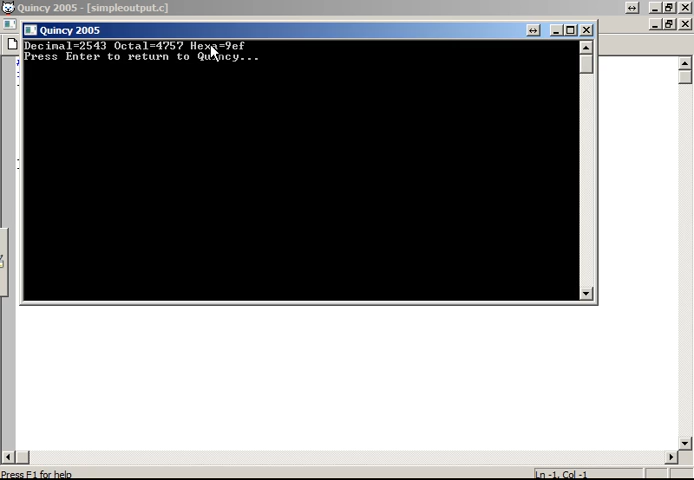 Quincy 2005 - [simpleoutput.c]
Quincy 2005
Decimal=2543 Octal=4757 Hexa=9ef
Press Enter to return to Quincy...
Press F1 for help
Ln -1, Col -1